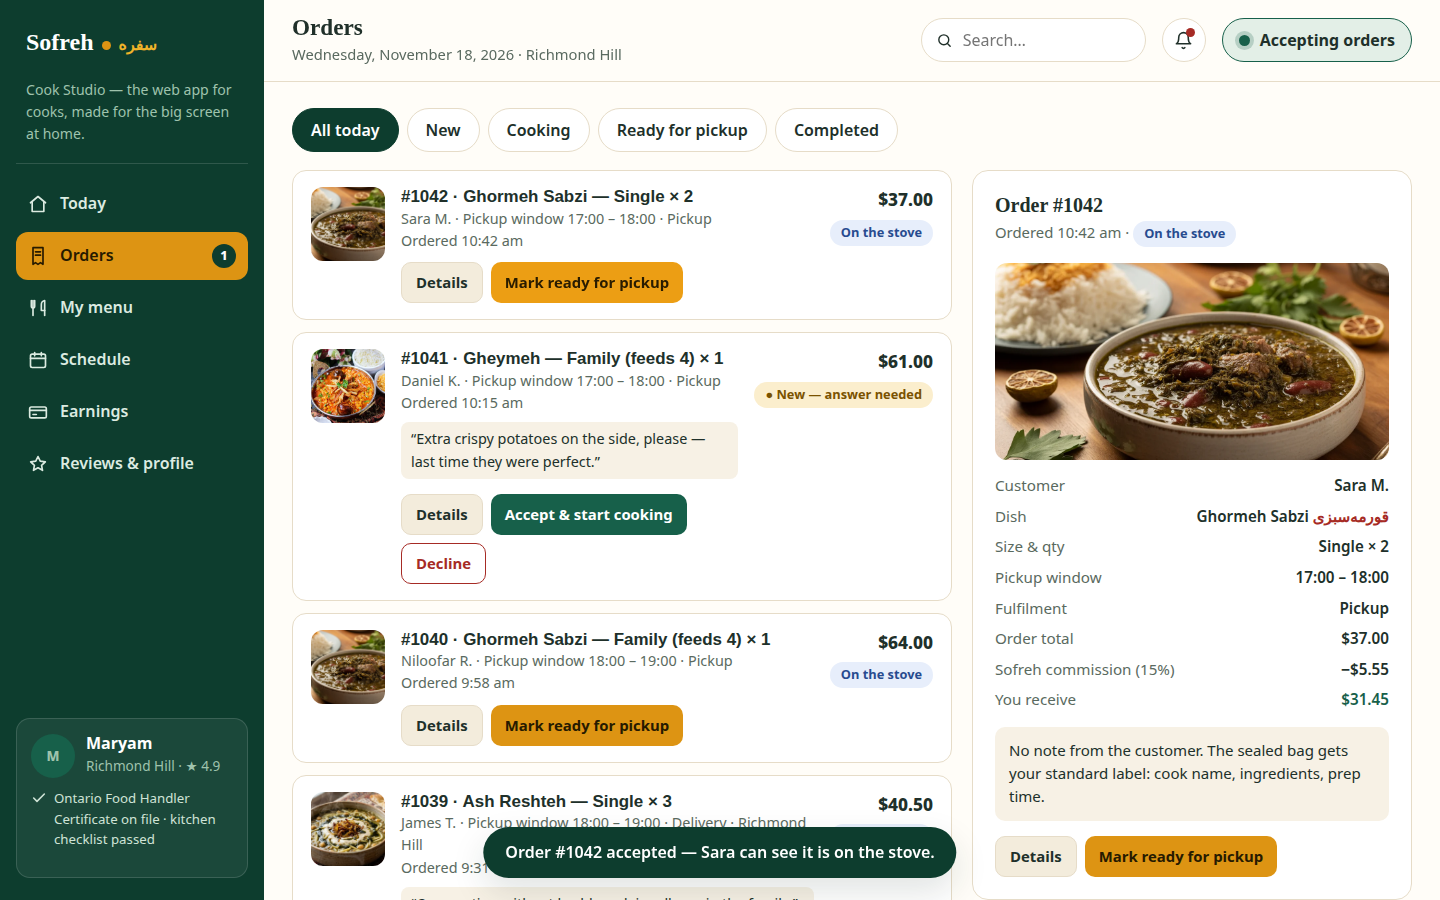 Sofreh سفره
Cook Studio — the web app for
cooks, made for the big screen
at home.
Today
Orders 1
My menu
Schedule
Earnings
Reviews & profile
M
Maryam
Richmond Hill · ★ 4.9
Ontario Food Handler
Certificate on file · kitchen
checklist passed
Orders
Wednesday, November 18, 2026 · Richmond Hill
Search…
Accepting orders
All today
New
Cooking
Ready for pickup
Completed
#1042 · Ghormeh Sabzi — Single × 2
Sara M. · Pickup window 17:00 – 18:00 · Pickup
Ordered 10:42 am
$37.00
On the stove
Details
Mark ready for pickup
#1041 · Gheymeh — Family (feeds 4) × 1
Daniel K. · Pickup window 17:00 – 18:00 · Pickup
Ordered 10:15 am
$61.00
● New — answer needed
“Extra crispy potatoes on the side, please —
last time they were perfect.”
Details
Accept & start cooking
Decline
#1040 · Ghormeh Sabzi — Family (feeds 4) × 1
Niloofar R. · Pickup window 18:00 – 19:00 · Pickup
Ordered 9:58 am
$64.00
On the stove
Details
Mark ready for pickup
#1039 · Ash Reshteh — Single × 3
James T. · Pickup window 18:00 – 19:00 · Delivery · Richmond
Hill
Ordered 9:31
$40.50
Order #1042 accepted — Sara can see it is on the stove.
Order #1042
Ordered 10:42 am · On the stove
Customer Sara M.
Dish Ghormeh Sabzi قورمه‌سبزی
Size & qty Single × 2
Pickup window 17:00 – 18:00
Fulfilment Pickup
Order total $37.00
Sofreh commission (15%) −$5.55
You receive $31.45
No note from the customer. The sealed bag gets
your standard label: cook name, ingredients, prep
time.
Details
Mark ready for pickup